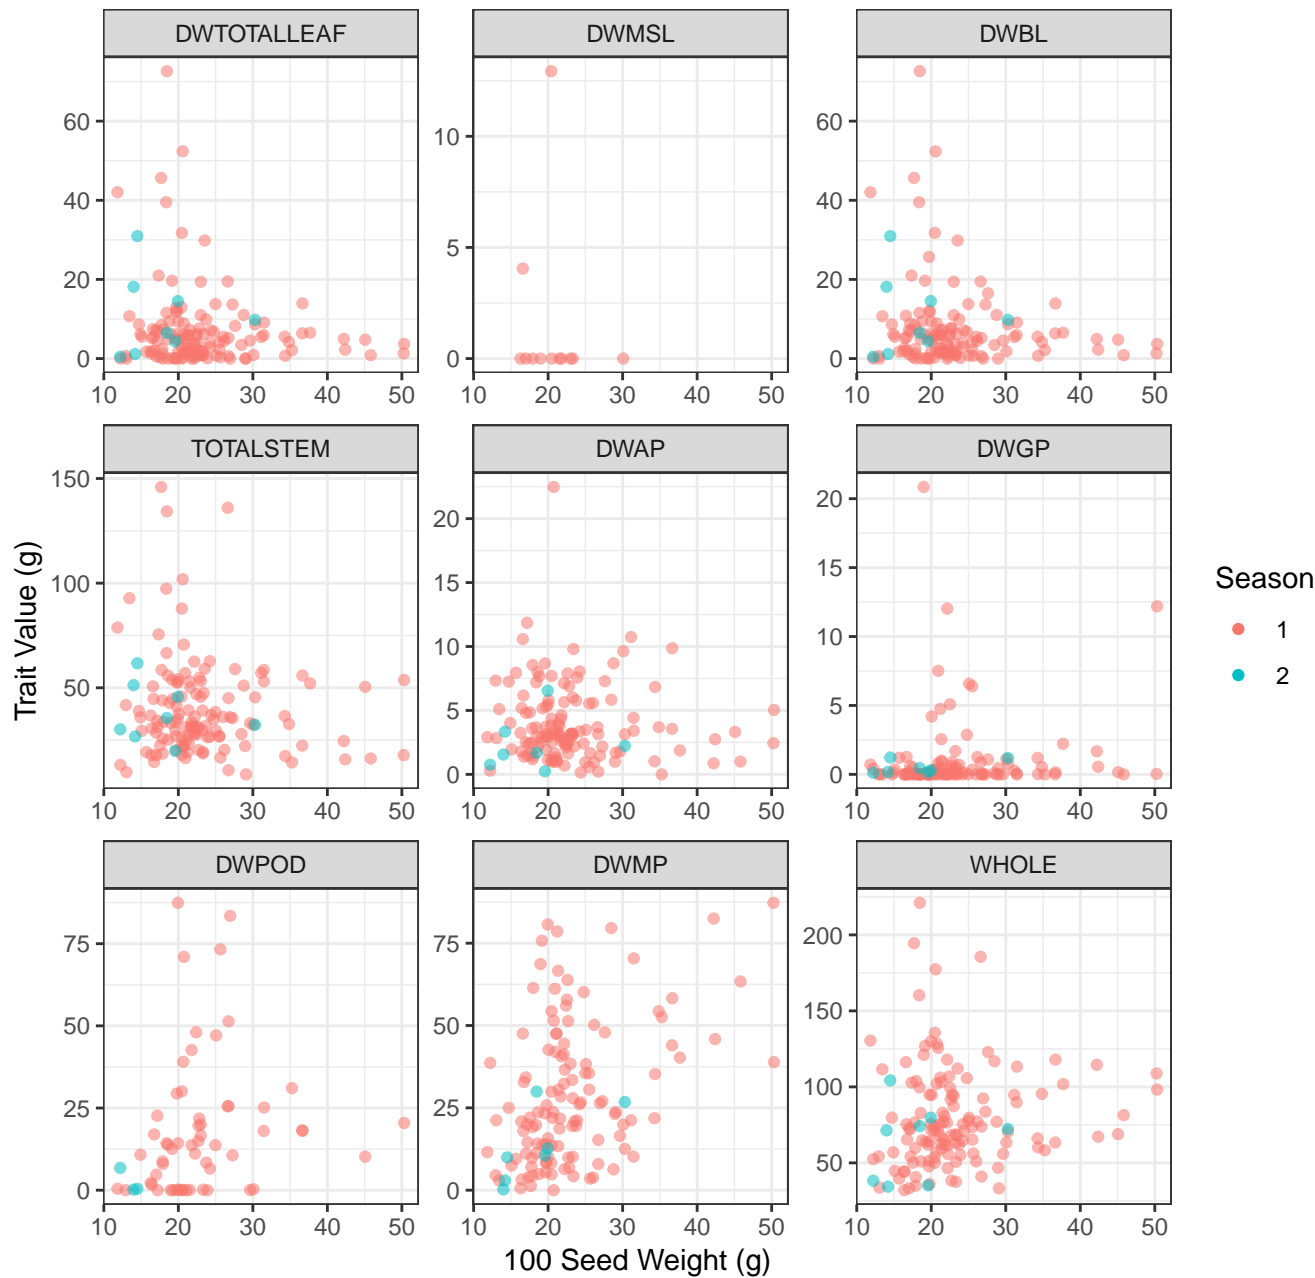 DWTOTALLEAF DWMSL DWBL
60 10 60
40 40
5
20 20
0 0 0
10 20 30 40 50 10 20 30 40 50 10 20 30 40 50
TOTALSTEM DWAP DWGP
150
20 20
100 15 15
10 10
50 5 5
0 0
10 20 30 40 50 10 20 30 40 50 10 20 30 40 50
DWPOD DWMP WHOLE
75 75 200
50 50 150
25 25 100
0 0 50
10 20 30 40 50 10 20 30 40 50 10 20 30 40 50
100 Seed Weight (g)
Trait Value (g)
Season
1
2